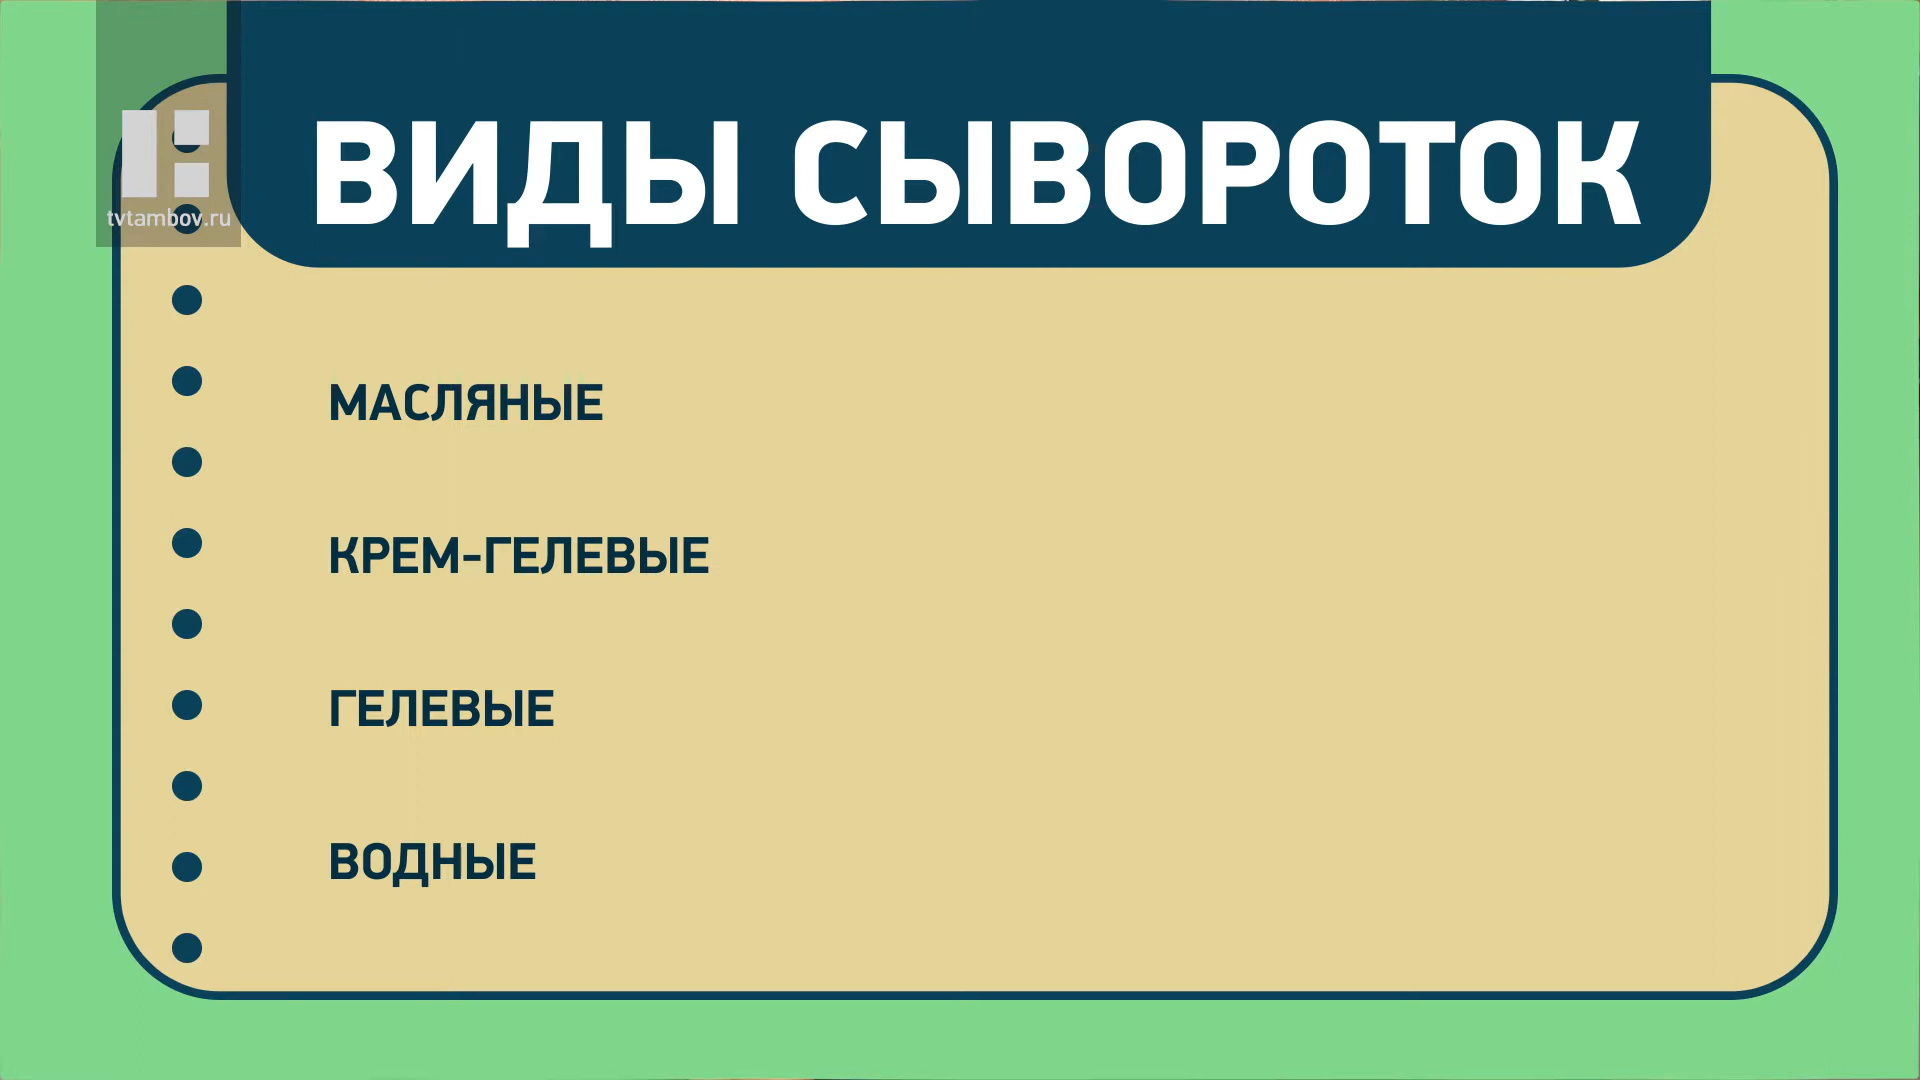 ВИДЫ СЫВОРОТОК
tvtambov.ru
МАСЛЯНЫЕ
КРЕМ-ГЕЛЕВЫЕ
ГЕЛЕВЫЕ
ВОДНЫЕ